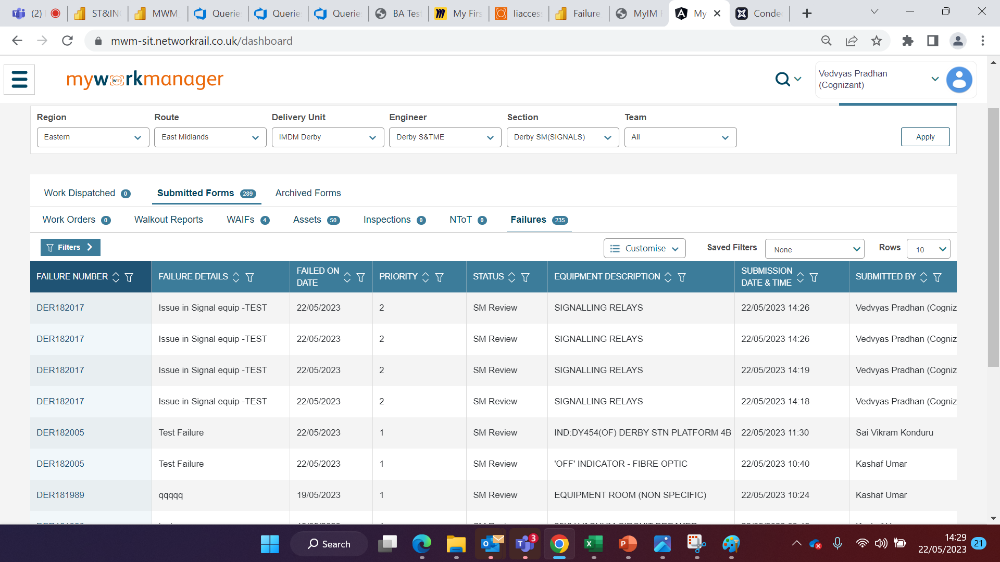 (2) ST&IN MWM_ Querie Querie Querie BA Test My Firs Iiacces Failure_ MyIM My Conde
mwm-sit.networkrail.co.uk/dashboard
myworkmanager
Vedvyas Pradhan
(Cognizant)
Region Route Delivery Unit Engineer Section Team
Eastern East Midlands IMDM Derby Derby S&TME Derby SM(SIGNALS) All Apply
Work Dispatched 0 Submitted Forms 289 Archived Forms
Work Orders 0 Walkout Reports WAIFs 4 Assets 50 Inspections 0 NToT 0 Failures 235
Filters Customise Saved Filters None Rows 10
FAILURE NUMBER FAILURE DETAILS FAILED ON DATE PRIORITY STATUS EQUIPMENT DESCRIPTION SUBMISSION DATE & TIME SUBMITTED BY
DER182017 Issue in Signal equip -TEST 22/05/2023 2 SM Review SIGNALLING RELAYS 22/05/2023 14:26 Vedvyas Pradhan (Cogniz
DER182017 Issue in Signal equip -TEST 22/05/2023 2 SM Review SIGNALLING RELAYS 22/05/2023 14:26 Vedvyas Pradhan (Cogniz
DER182017 Issue in Signal equip -TEST 22/05/2023 2 SM Review SIGNALLING RELAYS 22/05/2023 14:19 Vedvyas Pradhan (Cogniz
DER182017 Issue in Signal equip -TEST 22/05/2023 2 SM Review SIGNALLING RELAYS 22/05/2023 14:18 Vedvyas Pradhan (Cogniz
DER182005 Test Failure 22/05/2023 1 SM Review IND:DY454(OF) DERBY STN PLATFORM 4B 22/05/2023 11:30 Sai Vikram Konduru
DER182005 Test Failure 22/05/2023 1 SM Review 'OFF' INDICATOR - FIBRE OPTIC 22/05/2023 10:40 Kashaf Umar
DER181989 qqqqq 19/05/2023 1 SM Review EQUIPMENT ROOM (NON SPECIFIC) 22/05/2023 10:24 Kashaf Umar
Search 3 14:29
22/05/2023 21